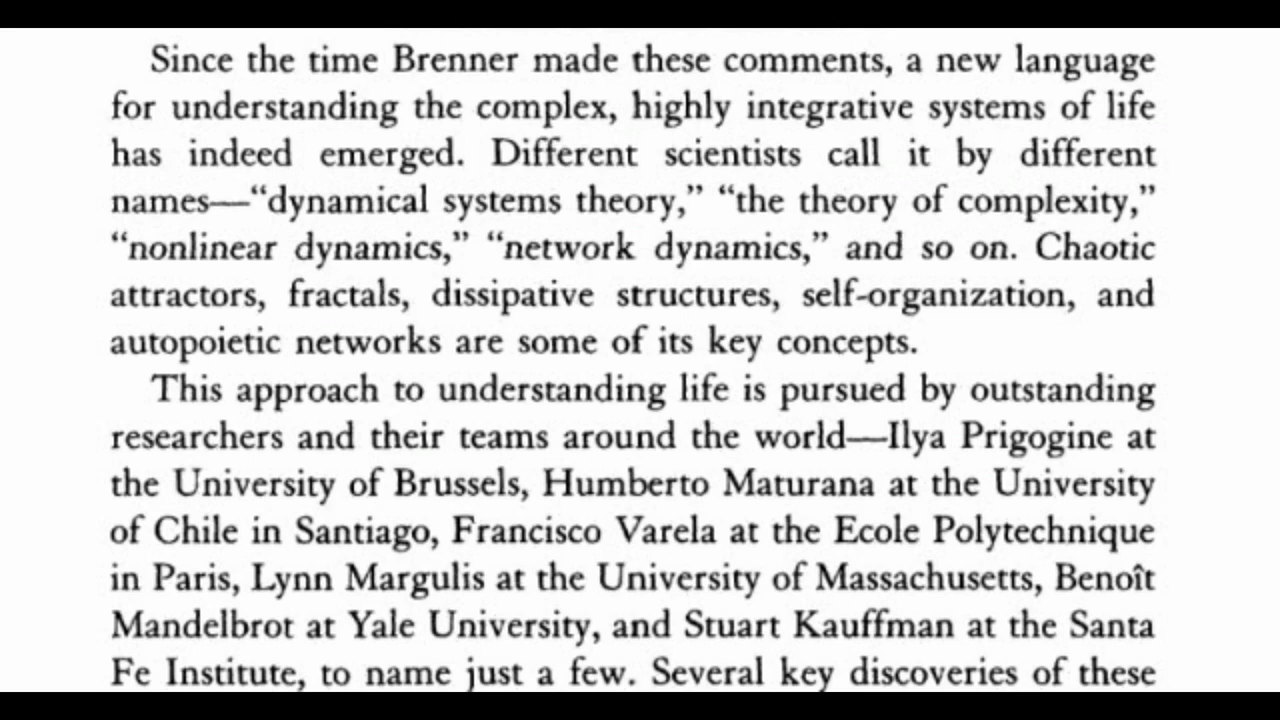 Since the time Brenner made these comments, a new language
for understanding the complex, highly integrative systems of life
has indeed emerged. Different scientists call it by different
names—“dynamical systems theory,” “the theory of complexity,”
“nonlinear dynamics,” “network dynamics,” and so on. Chaotic
attractors, fractals, dissipative structures, self-organization, and
autopoietic networks are some of its key concepts.
This approach to understanding life is pursued by outstanding
researchers and their teams around the world—Ilya Prigogine at
the University of Brussels, Humberto Maturana at the University
of Chile in Santiago, Francisco Varela at the Ecole Polytechnique
in Paris, Lynn Margulis at the University of Massachusetts, Benoît
Mandelbrot at Yale University, and Stuart Kauffman at the Santa
Fe Institute, to name just a few. Several key discoveries of these